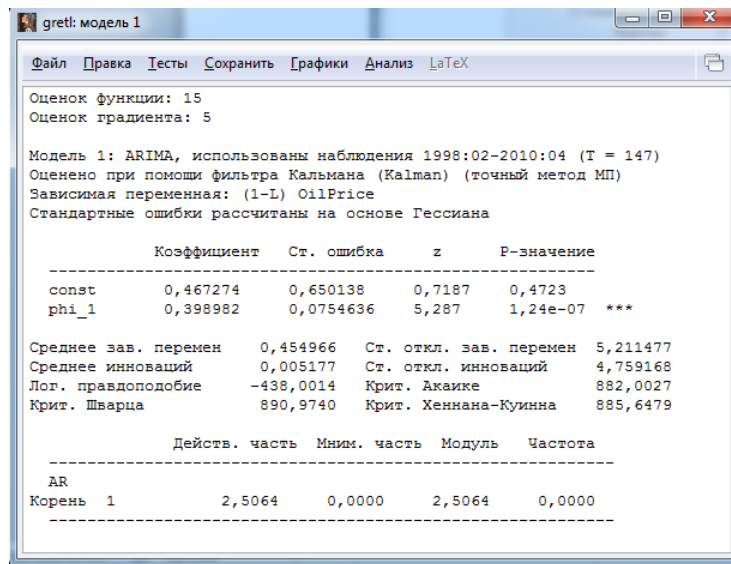 gretl: модель 1
Файл Правка Тесты Сохранить Графики Анализ LaTeX
Оценок функции: 15
Оценок градиента: 5
Модель 1: ARIMA, использованы наблюдения 1998:02-2010:04 (T = 147)
Оценено при помощи фильтра Кальмана (Kalman) (точный метод МП)
Зависимая переменная: (1-L) OilPrice
Стандартные ошибки рассчитаны на основе Гессиана
Коэффициент Ст. ошибка z P-значение
const 0,467274 0,650138 0,7187 0,4723
phi_1 0,398982 0,0754636 5,287 1,24e-07 ***
Среднее зав. перемен 0,454966 Ст. откл. зав. перемен 5,211477
Среднее инноваций 0,005177 Ст. откл. инноваций 4,759168
Лог. правдоподобие -438,0014 Крит. Акаике 882,0027
Крит. Шварца 890,9740 Крит. Хеннана-Куинна 885,6479
Действ. часть Мним. часть Модуль Частота
AR
Корень 1 2,5064 0,0000 2,5064 0,0000